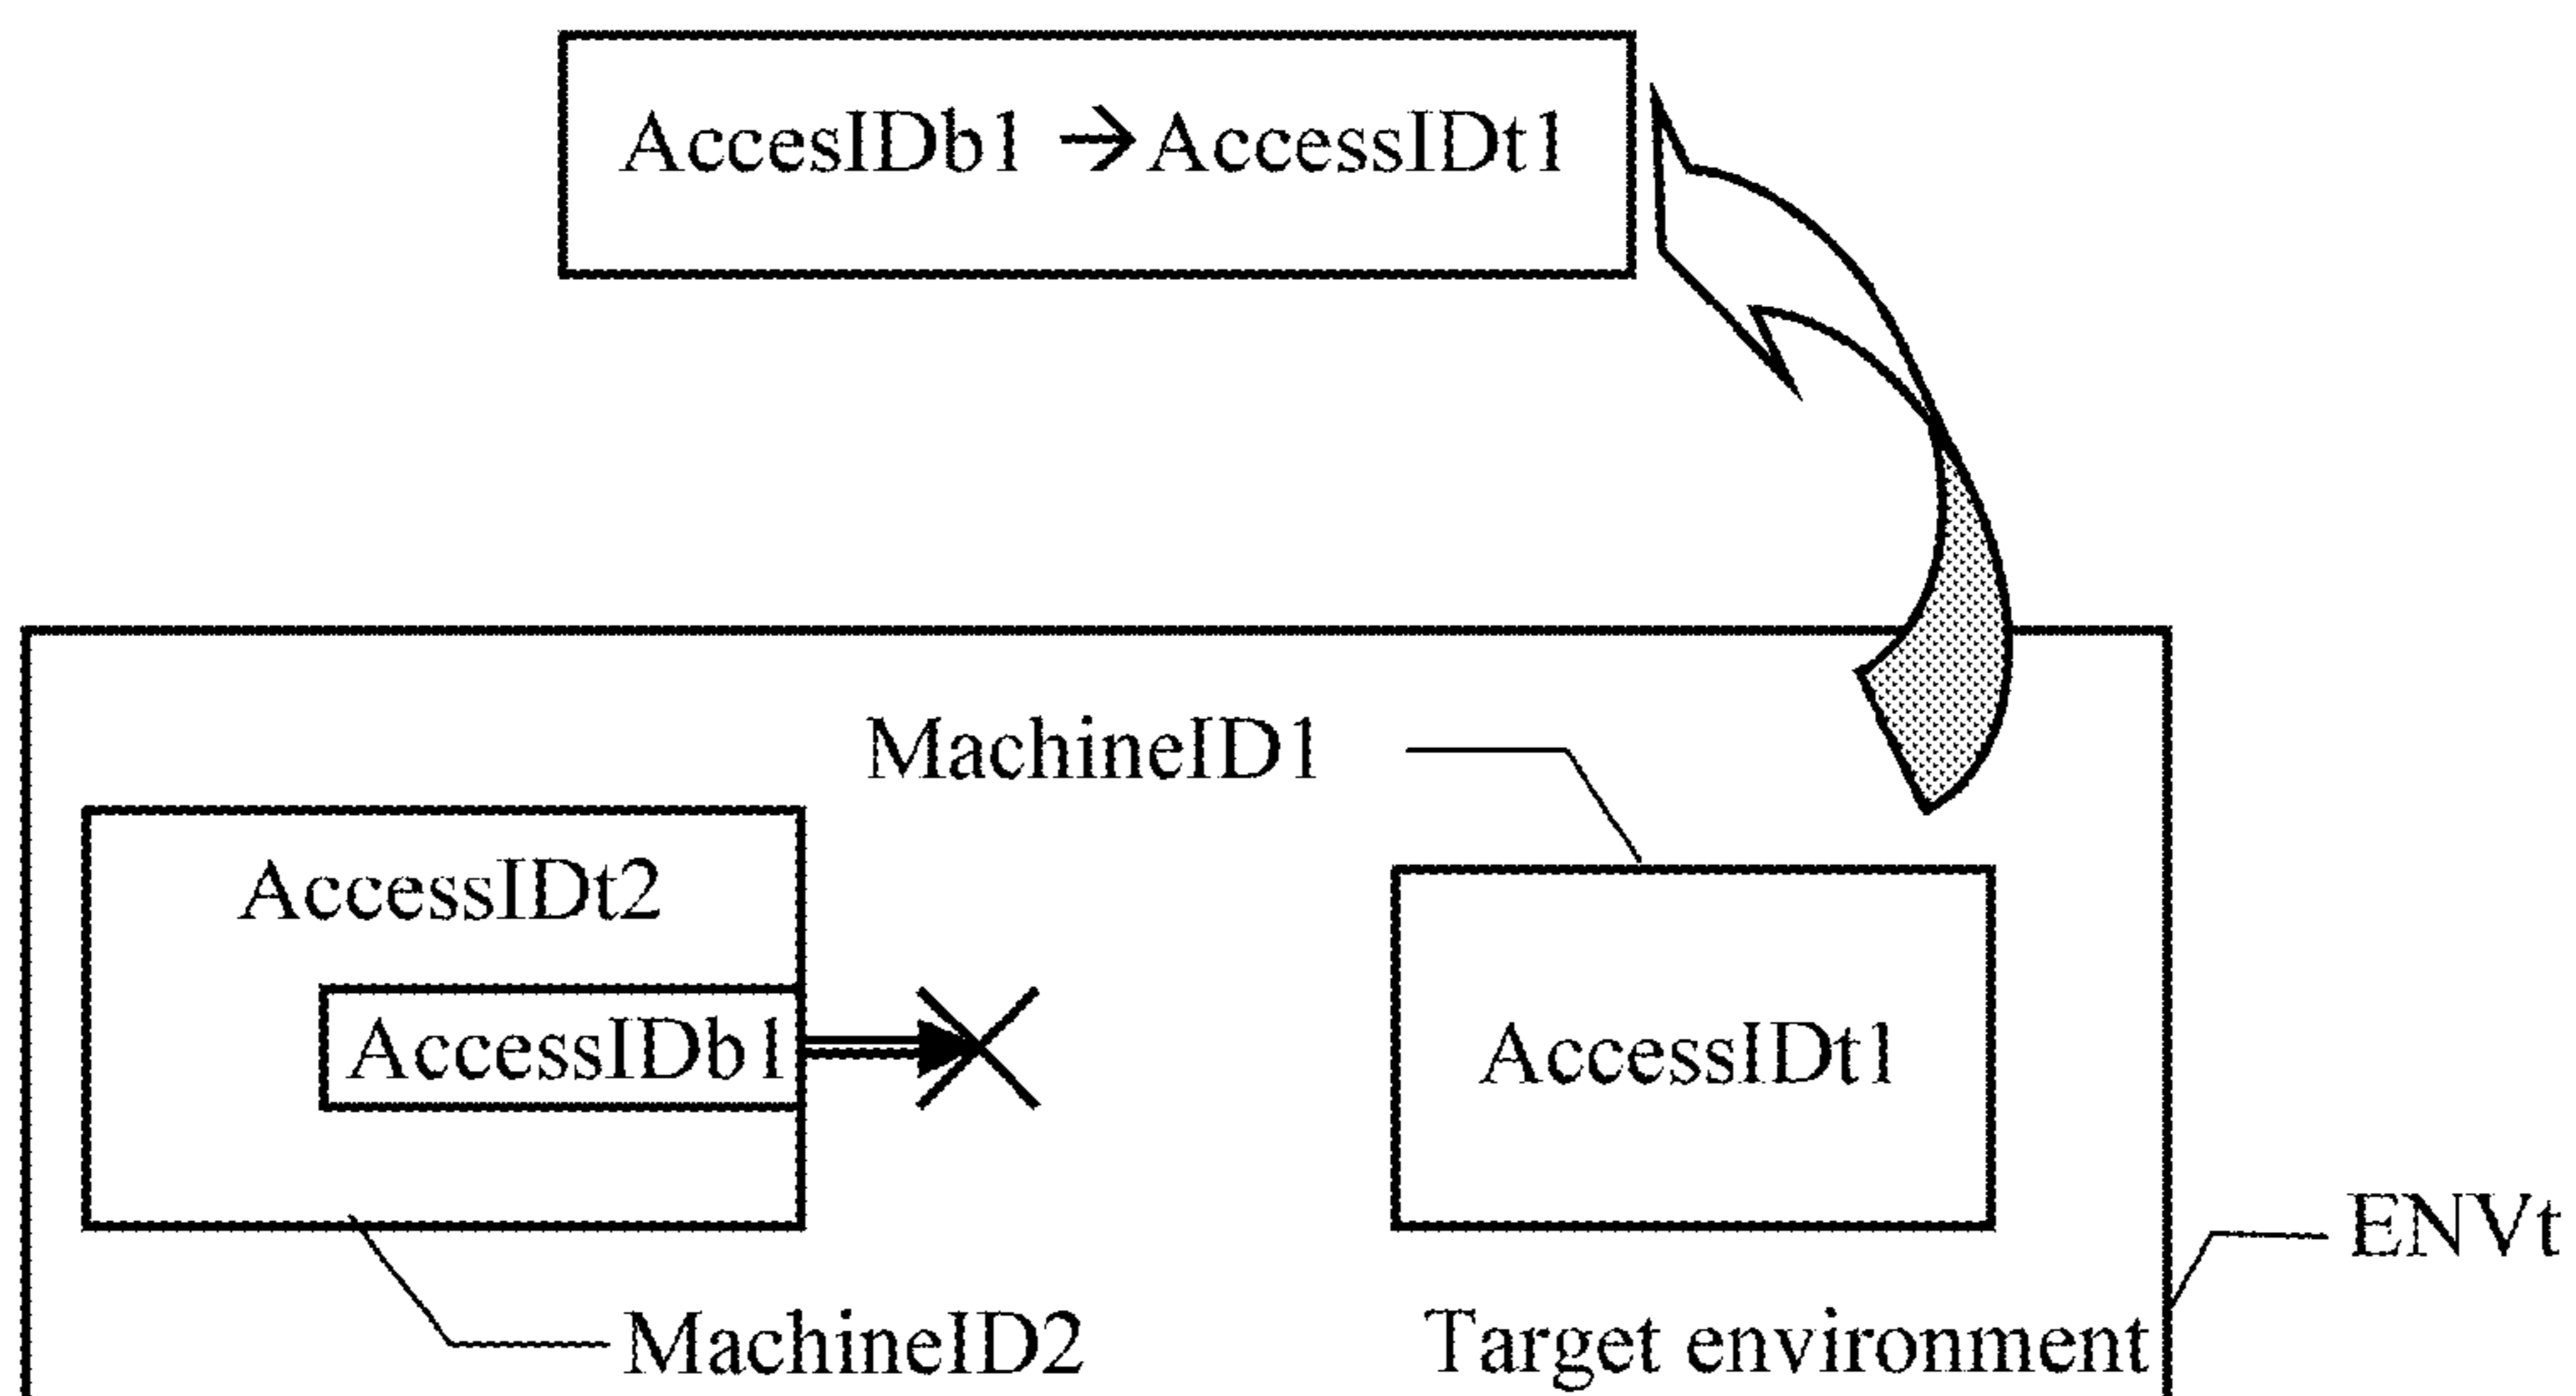 AccesIDb1 → AccessIDt1
MachineID1
AccessIDt2
AccessIDb1
AccessIDt1
ENVt
MachineID2
Target environment